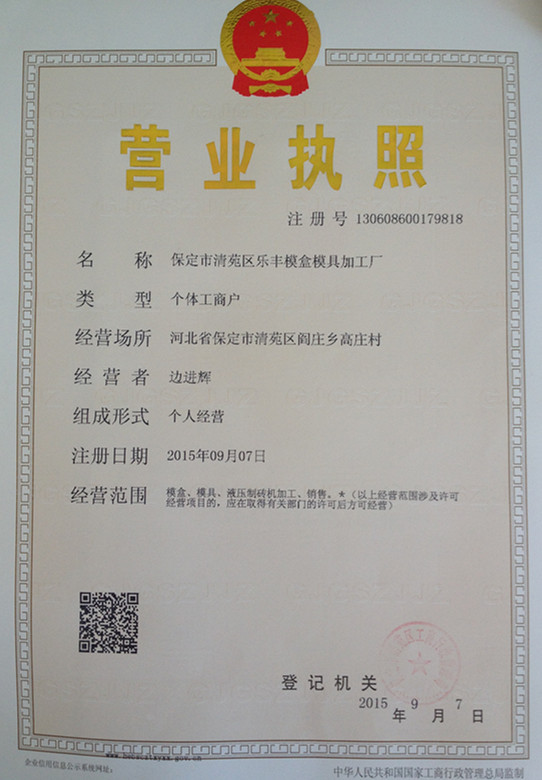 营业执照
注册号 130608600179818
名称 保定市清苑区乐丰模盒模具加工厂
类型 个体工商户
经营场所 河北省保定市清苑区阎庄乡高庄村
经营者 边进辉
组成形式 个人经营
注册日期 2015年09月07日
经营范围 模盒、模具、液压制砖机加工、销售。*（以上经营范围涉及许可
经营项目的，应在取得有关部门的许可后方可经营）
登记机关
2015年9月7日
企业信用信息公示系统网址：
中华人民共和国国家工商行政管理总局监制